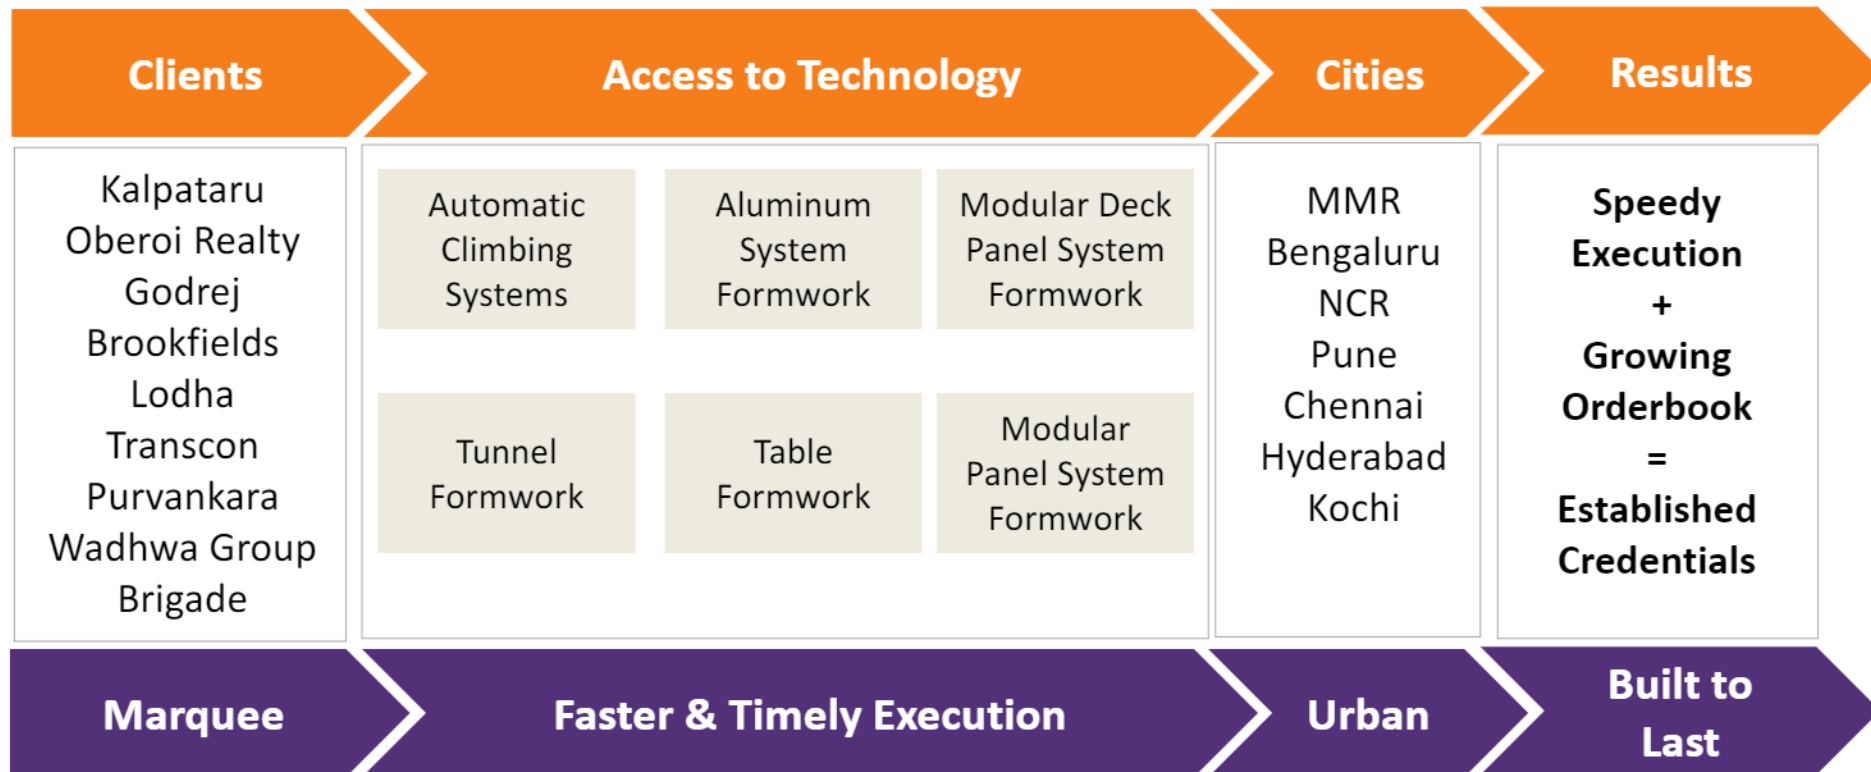 Clients
Access to Technology
Cities
Results
Kalpataru
Oberoi Realty
Godrej
Brookfields
Lodha
Transcon
Purvankara
Wadhwa Group
Brigade
Automatic
Climbing
Systems
Aluminum
System
Formwork
Modular Deck
Panel System
Formwork
Tunnel
Formwork
Table
Formwork
Modular
Panel System
Formwork
MMR
Bengaluru
NCR
Pune
Chennai
Hyderabad
Kochi
Speedy
Execution
+
Growing
Orderbook
=
Established
Credentials
Marquee
Faster & Timely Execution
Urban
Built to
Last